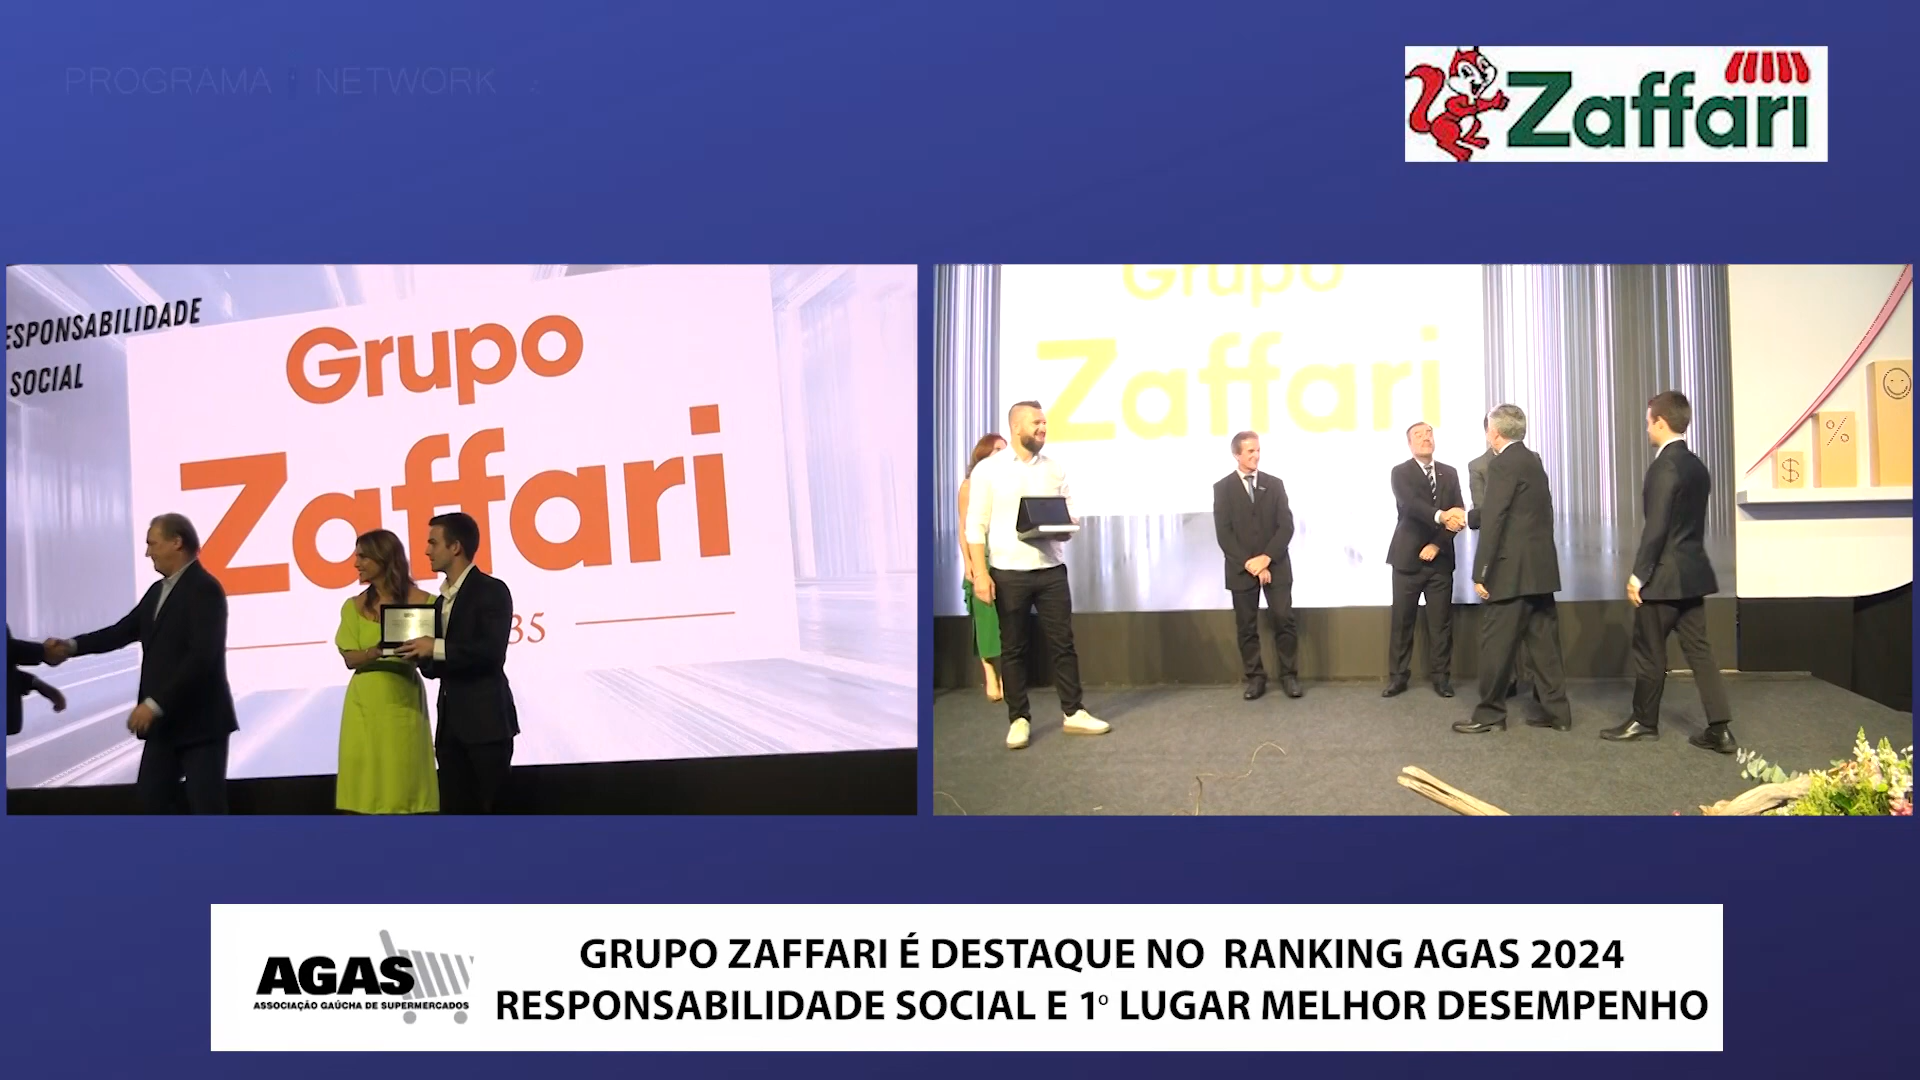 PROGRAMA NETWORK
Zaffari
ESPONSABILIDADE
SOCIAL
Grupo
Zaffari
35
Grupo
Zaffari
$
%
AGAS
ASSOCIAÇÃO GAÚCHA DE SUPERMERCADOS
GRUPO ZAFFARI É DESTAQUE NO RANKING AGAS 2024
RESPONSABILIDADE SOCIAL E 1º LUGAR MELHOR DESEMPENHO